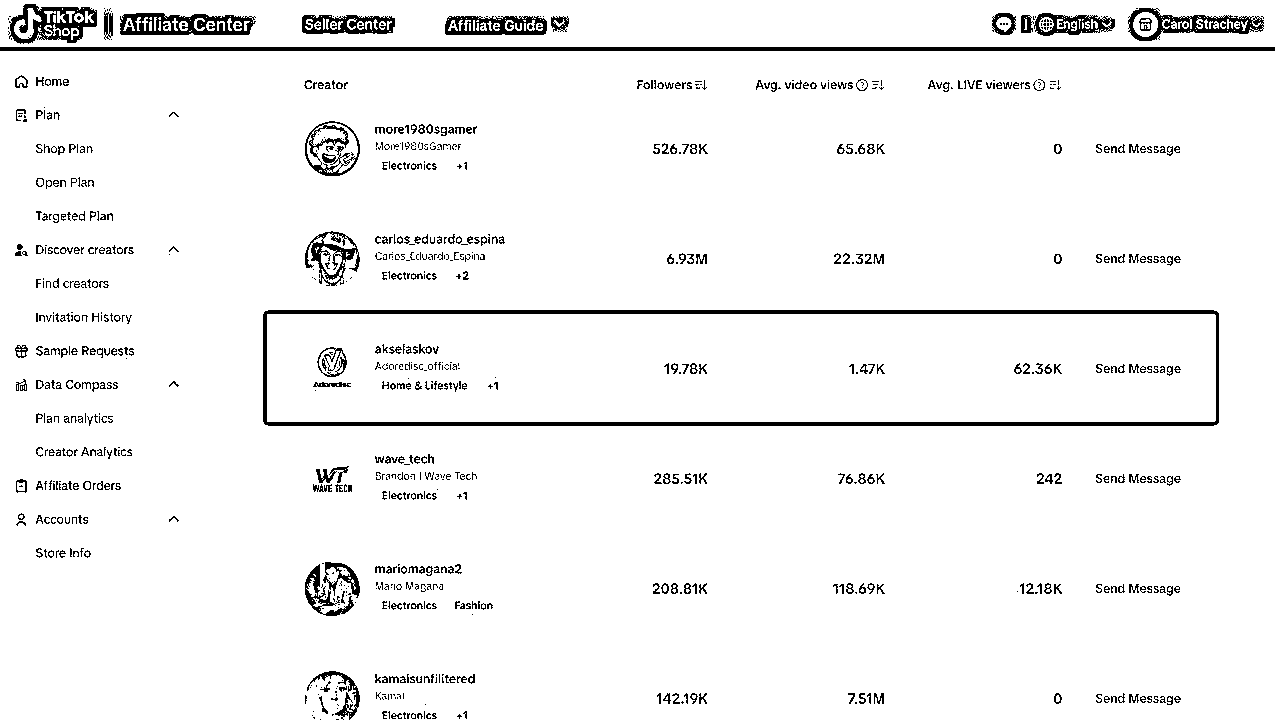 TikTok Shop | Affiliate Center Seller Center Affiliate Guide English Carol Strachey
Home
Plan
Shop Plan
Open Plan
Targeted Plan
Discover creators
Find creators
Invitation History
Sample Requests
Data Compass
Plan analytics
Creator Analytics
Affiliate Orders
Accounts
Store Info
Creator Followers Avg. video views Avg. LIVE viewers
more1980sgamer
More1980sGamer
Electronics +1
526.78K 65.68K 0 Send Message
carlos_eduardo_espina
Carlos_Eduardo_Espina
Electronics +2
6.93M 22.32M 0 Send Message
Adoredisc
aksefaskov
Adoredisc_official
Home & Lifestyle +1
19.78K 1.47K 62.36K Send Message
WT
WAVE TECH
wave_tech
Brandon | Wave Tech
Electronics +1
285.51K 76.86K 242 Send Message
mariomagana2
Mario Magana
Electronics Fashion
208.81K 118.69K 12.18K Send Message
kamaisunfilitered
Kamai
Electronics +1
142.19K 7.51M 0 Send Message